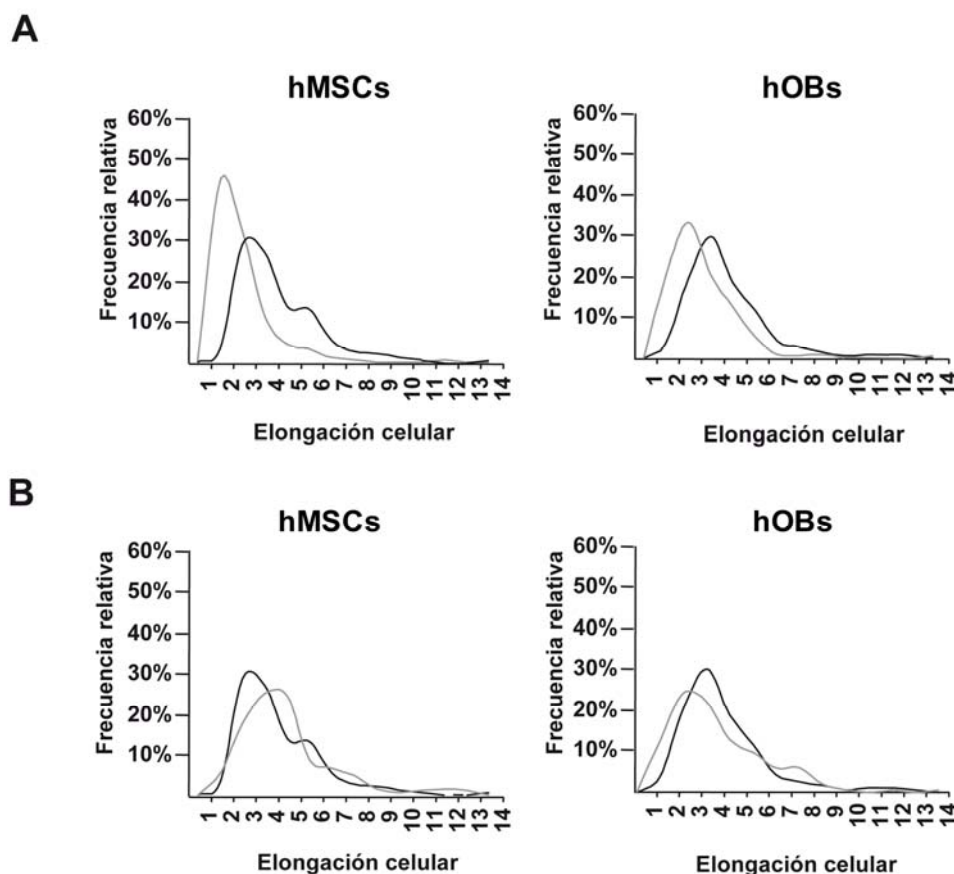 A
hMSCs
Frecuencia relativa
60%
50%
40%
30%
20%
10%
1 2 3 4 5 6 7 8 9 10 11 12 13 14
Elongación celular
hOBs
Frecuencia relativa
60%
50%
40%
30%
20%
10%
1 2 3 4 5 6 7 8 9 10 11 12 13 14
Elongación celular
B
hMSCs
Frecuencia relativa
60%
50%
40%
30%
20%
10%
1 2 3 4 5 6 7 8 9 10 11 12 13 14
Elongación celular
hOBs
Frecuencia relativa
60%
50%
40%
30%
20%
10%
1 2 3 4 5 6 7 8 9 10 11 12 13 14
Elongación celular